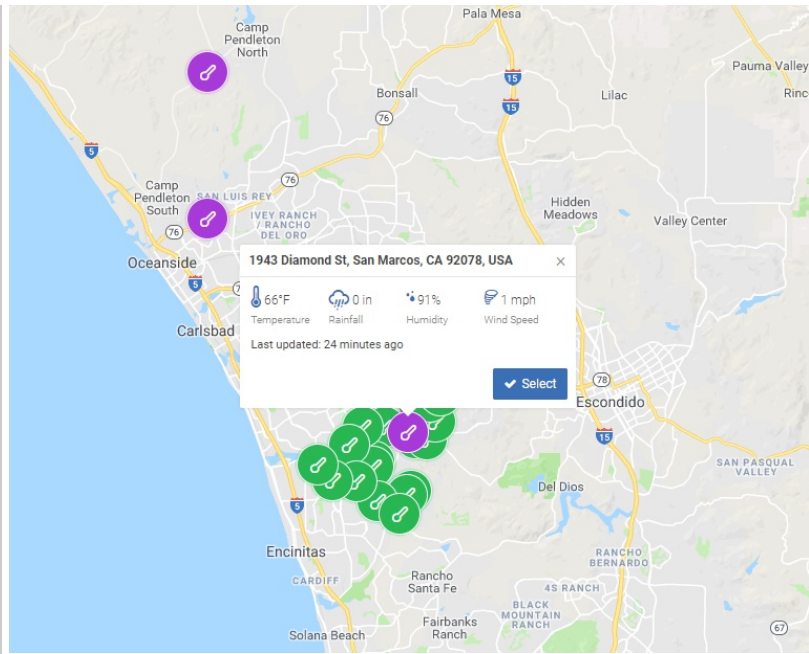 Pala Mesa
Camp
Pendleton
North
15
Pauma Valley
Bonsall
15
Lilac
76
5
76
Camp
Pendleton
South
SAN LUIS REY
IVEY RANCH
/ RANCHO
DEL ORO
Hidden
Meadows
Valley Center
76
Oceanside
5
1943 Diamond St, San Marcos, CA 92078, USA
×
66°F
0 in
91%
1 mph
Temperature
Rainfall
Humidity
Wind Speed
Carlsbad
Last updated: 24 minutes ago
Select
78
Escondido
15
SAN PASQUAL
VALLEY
Del Dios
5
Encinitas
RANCHO
BERNARDO
CARDIFF
Rancho
Santa Fe
4S RANCH
BLACK
MOUNTAIN
RANCH
Fairbanks
Ranch
67
Solana Beach